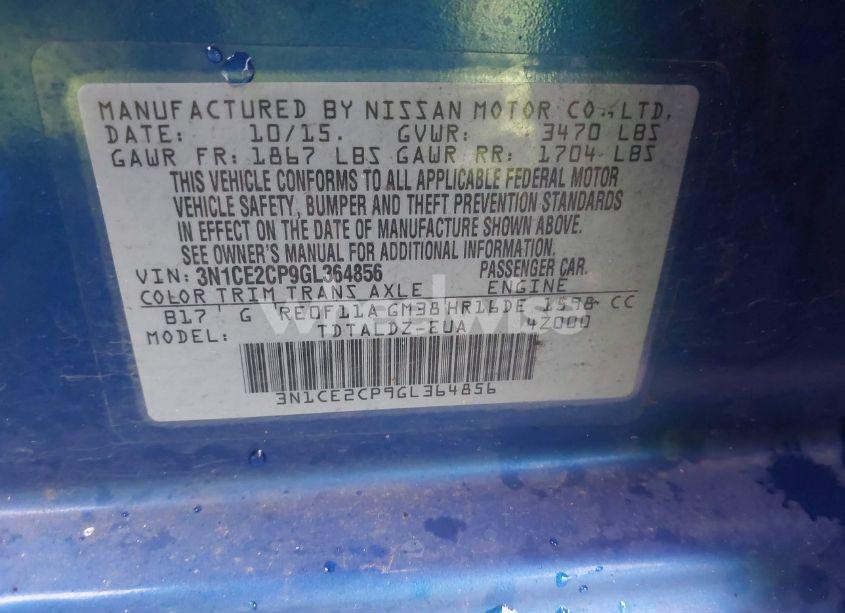 MANUFACTURED BY NISSAN MOTOR CO., LTD.
DATE: 10/15. GVWR: 3470 LBS
GAWR FR: 1867 LBS GAWR RR: 1704 LBS
THIS VEHICLE CONFORMS TO ALL APPLICABLE FEDERAL MOTOR
VEHICLE SAFETY, BUMPER AND THEFT PREVENTION STANDARDS
IN EFFECT ON THE DATE OF MANUFACTURE SHOWN ABOVE.
SEE OWNER'S MANUAL FOR ADDITIONAL INFORMATION.
VIN: 3N1CE2CP9GL364856 PASSENGER CAR.
COLOR TRIM TRANS AXLE ENGINE
B17 G RE0F11A GM38 HR16DE 1598 CC
MODEL: TDTALDZ-EUA 4Z000
3N1CE2CP9GL364856